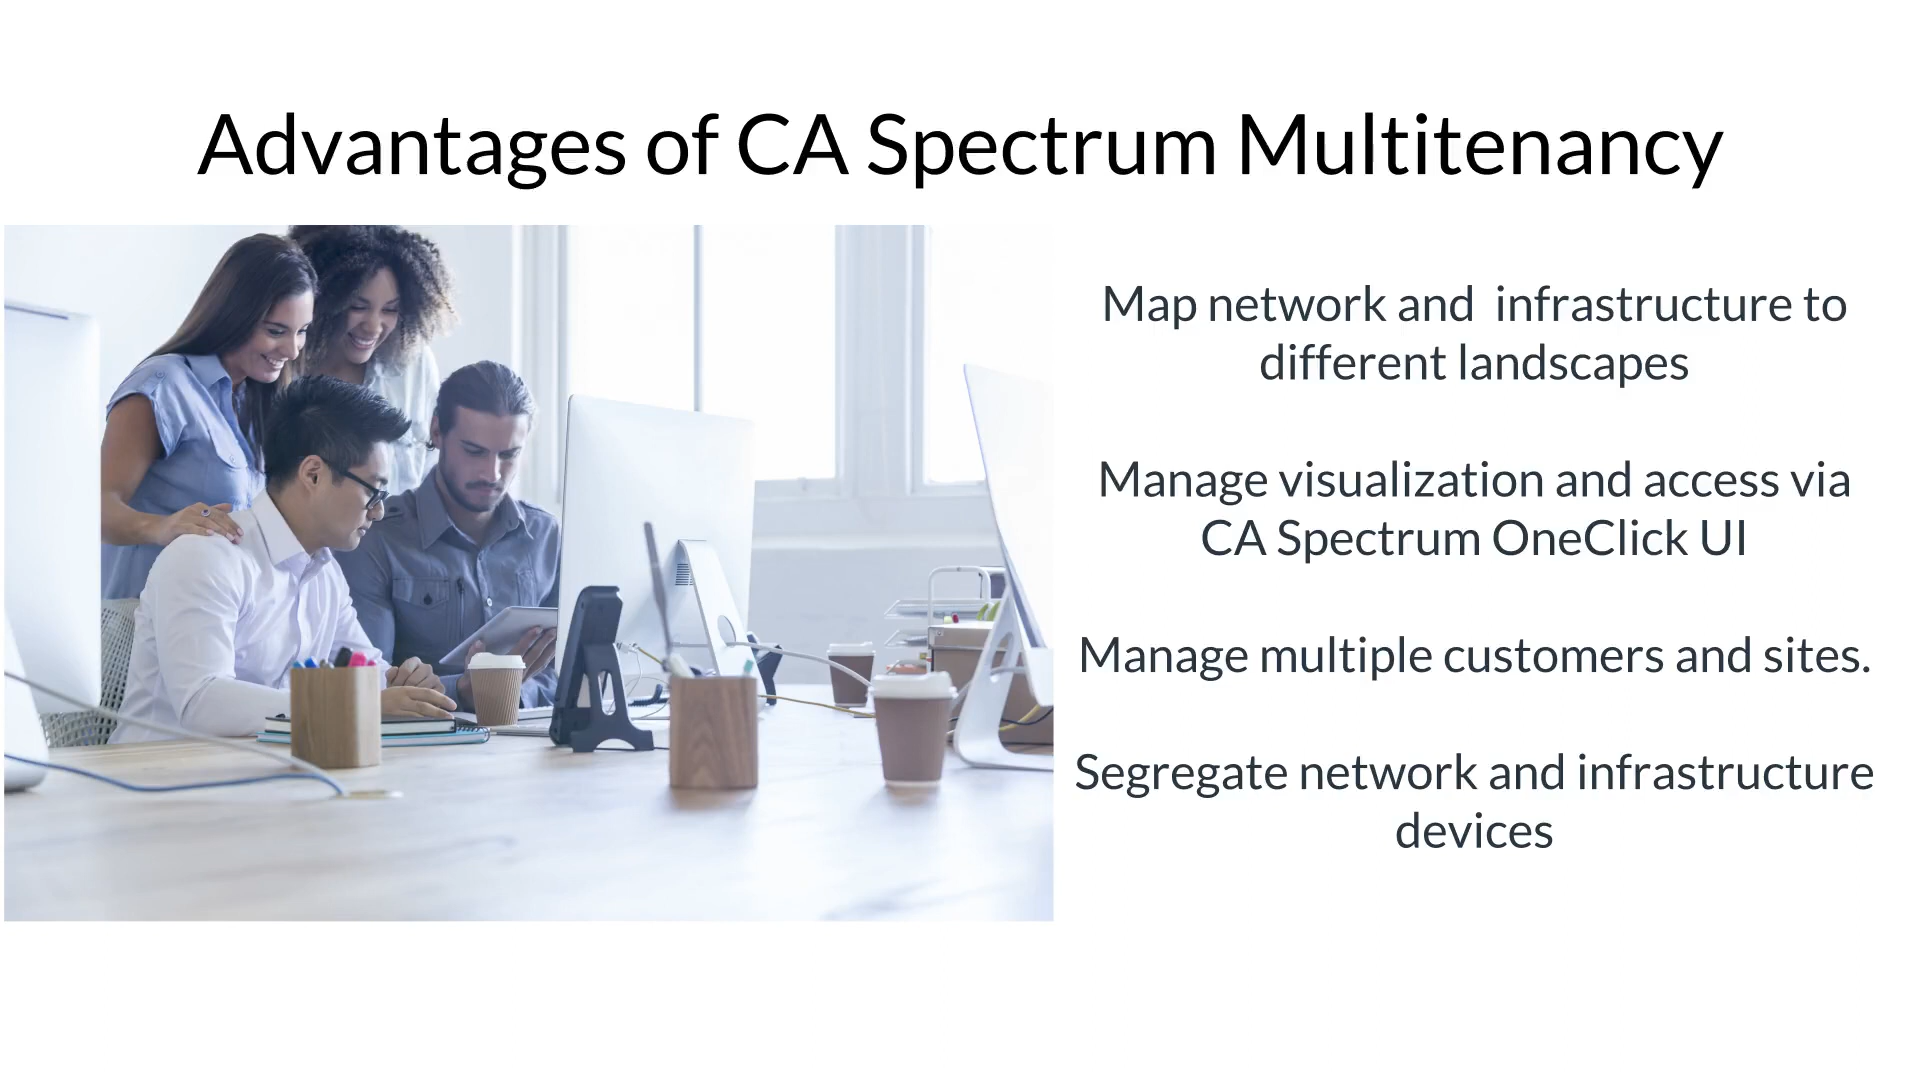 Advantages of CA Spectrum Multitenancy
Map network and  infrastructure to
different landscapes
Manage visualization and access via
CA Spectrum OneClick UI
Manage multiple customers and sites.
Segregate network and infrastructure
devices